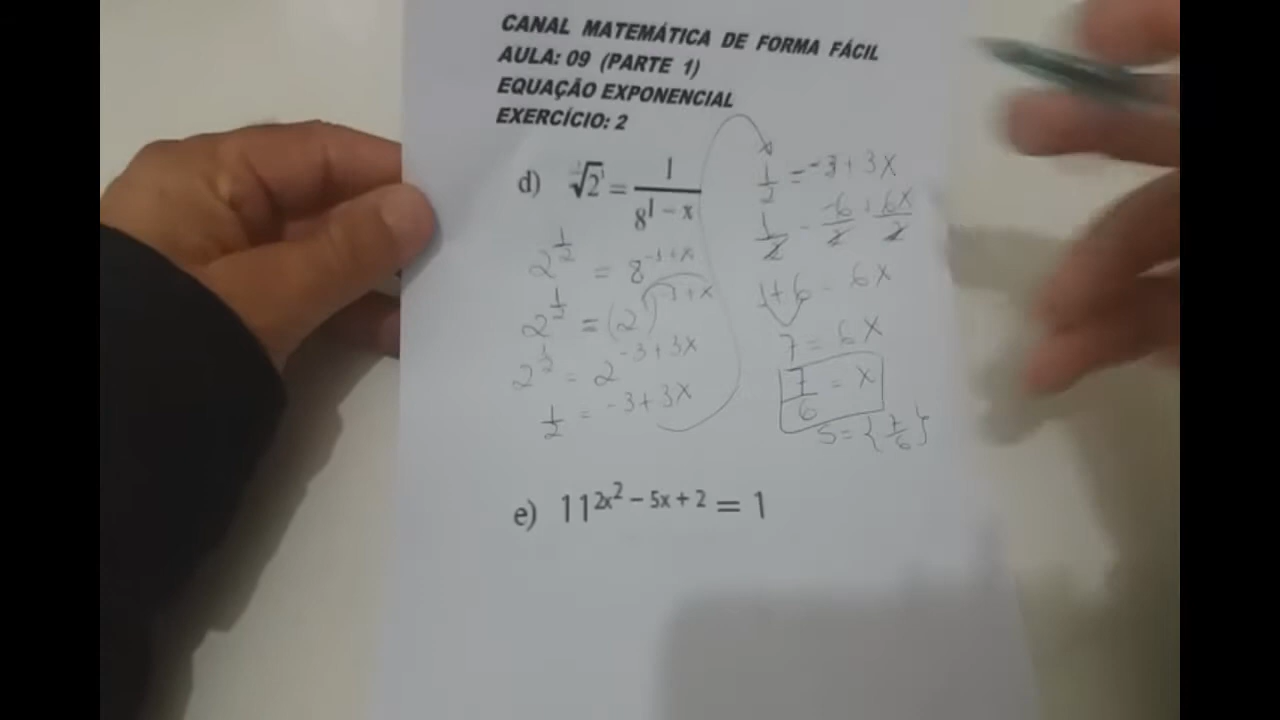 CANAL MATEMÁTICA DE FORMA FÁCIL
AULA: 09 (PARTE 1)
EQUAÇÃO EXPONENCIAL
EXERCÍCIO: 2
d) √2 = 1/8^(1 – x)
2^(1/2) = 8^(-1+x)
2^(1/2) = (2
2^(1/2) = 2^(-3+3x)
1/2 = -3+3x
1/2 = -3+3x
1/2 = -6/2 + 6x/2
1+6 = 6x
7 = 6x
7/6 = x
S = {7/6}
e) 11^(2x² – 5x + 2) = 1